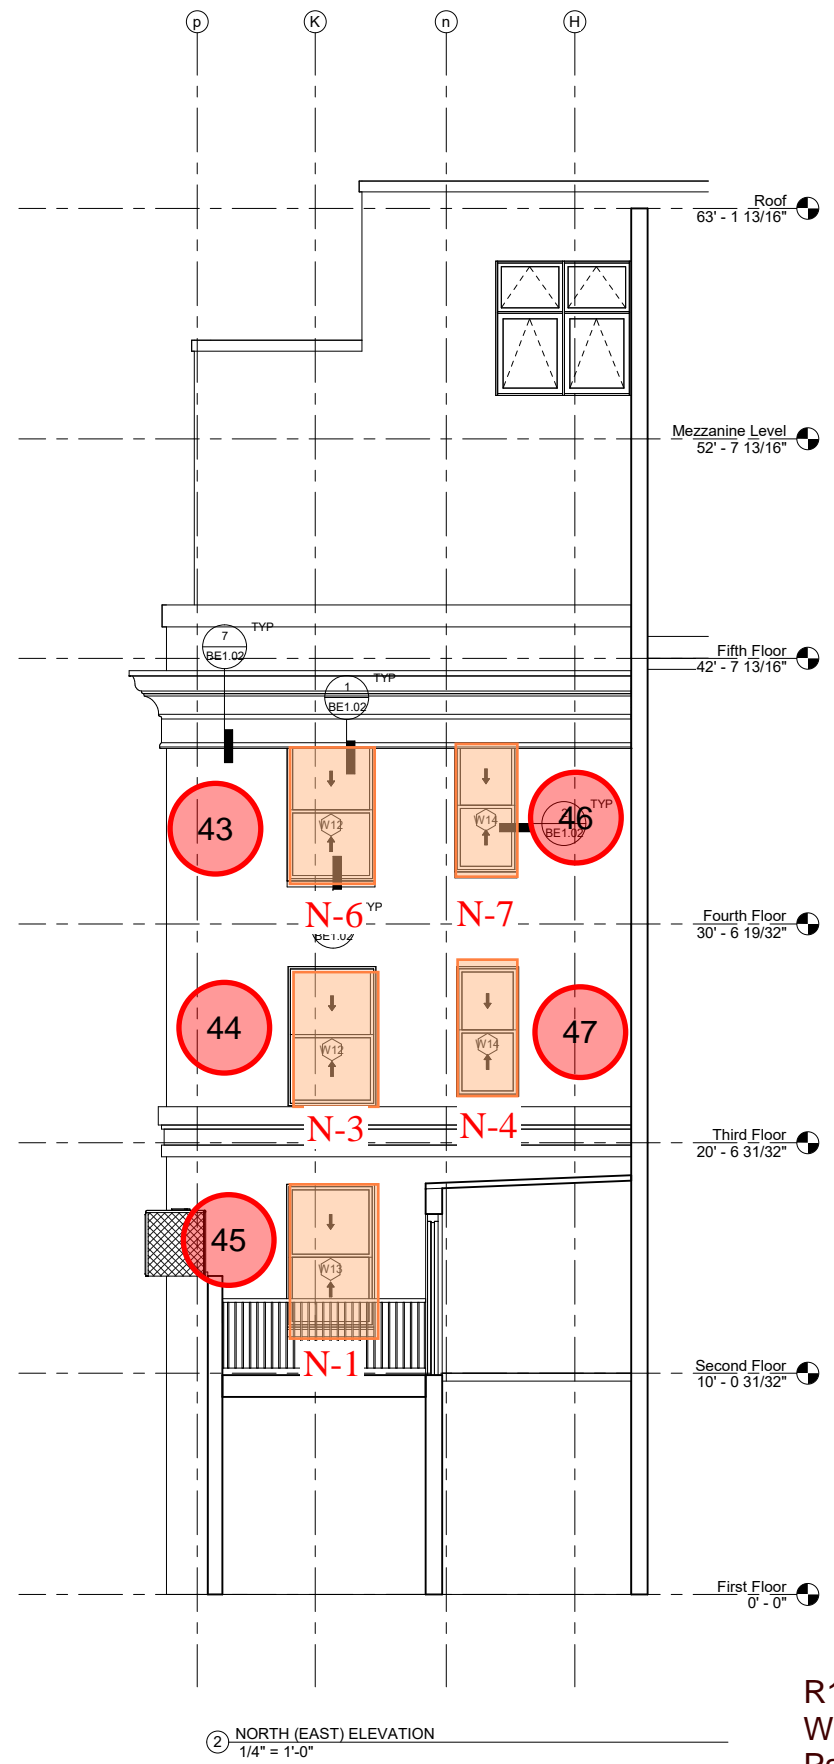 p K n H
Roof
63' - 1 13/16"
Mezzanine Level
52' - 7 13/16"
7 TYP
BE1.02
Fifth Floor
42' - 7 13/16"
1 TYP
BE1.02
43
W12
W14
46
TYP
BE1.02
N-6
YP
BE1.02
N-7
Fourth Floor
30' - 6 19/32"
44
W12
W14
47
N-3
N-4
Third Floor
20' - 6 31/32"
45
W13
N-1
Second Floor
10' - 0 31/32"
First Floor
0' - 0"
2 NORTH (EAST) ELEVATION
1/4" = 1'-0"